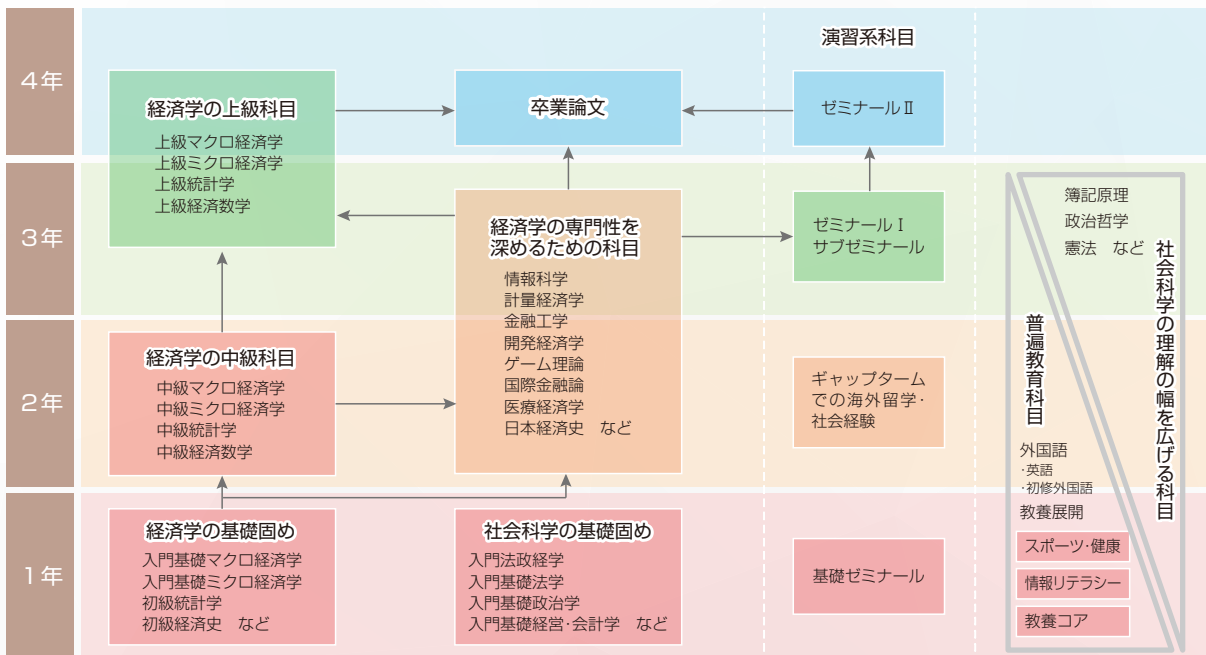 4年
演習系科目
経済学の上級科目
上級マクロ経済学
上級ミクロ経済学
上級統計学
上級経済数学
卒業論文
ゼミナールⅡ
3年
経済学の専門性を
深めるための科目
情報科学
計量経済学
金融工学
開発経済学
ゲーム理論
国際金融論
医療経済学
日本経済史 など
ゼミナールⅠ
サブゼミナール
簿記原理
政治哲学
憲法 など
社会科学の理解の幅を広げる科目
2年
経済学の中級科目
中級マクロ経済学
中級ミクロ経済学
中級統計学
中級経済数学
ギャップターム
での海外留学・
社会経験
普遍教育科目
外国語
・英語
・初修外国語
教養展開
スポーツ・健康
情報リテラシー
教養コア
1年
経済学の基礎固め
入門基礎マクロ経済学
入門基礎ミクロ経済学
初級統計学
初級経済史 など
社会科学の基礎固め
入門法政経学
入門基礎法学
入門基礎政治学
入門基礎経営・会計学 など
基礎ゼミナール